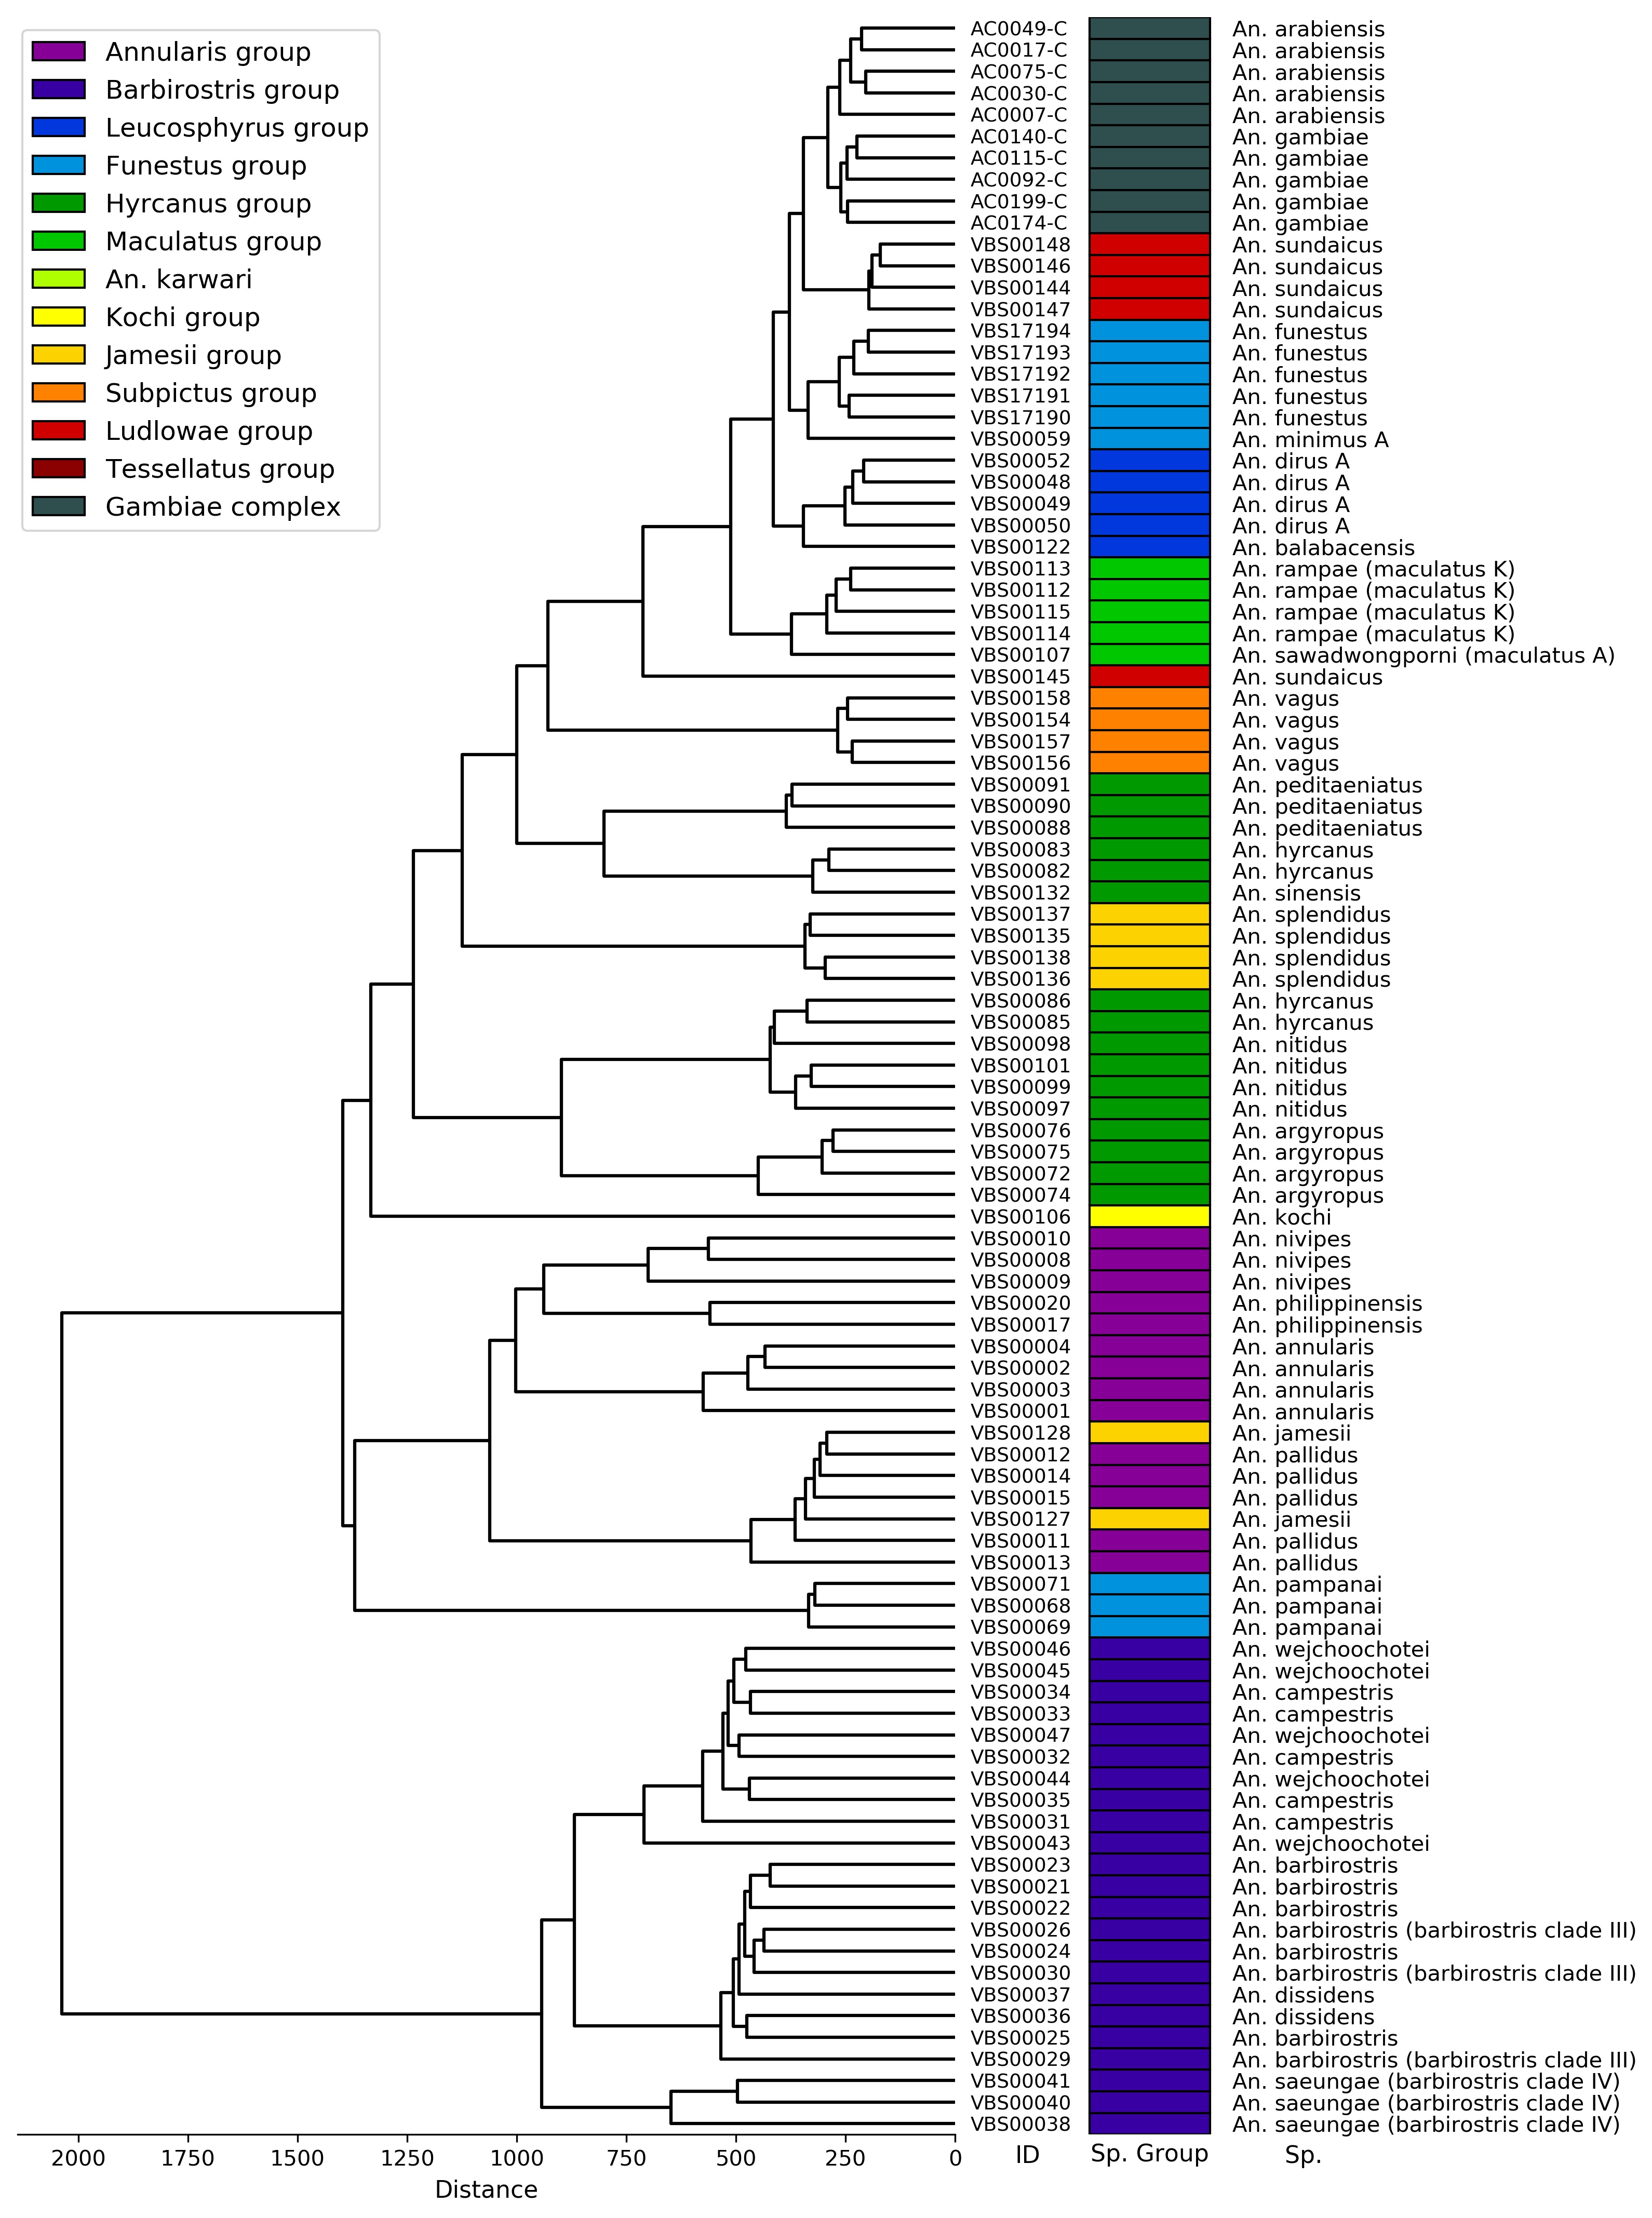 Annularis group
Barbirostris group
Leucosphyrus group
Funestus group
Hyrcanus group
Maculatus group
An. karwari
Kochi group
Jamesii group
Subpictus group
Ludlowae group
Tessellatus group
Gambiae complex
AC0049-C An. arabiensis
AC0017-C An. arabiensis
AC0075-C An. arabiensis
AC0030-C An. arabiensis
AC0007-C An. arabiensis
AC0140-C An. gambiae
AC0115-C An. gambiae
AC0092-C An. gambiae
AC0199-C An. gambiae
AC0174-C An. gambiae
VBS00148 An. sundaicus
VBS00146 An. sundaicus
VBS00144 An. sundaicus
VBS00147 An. sundaicus
VBS17194 An. funestus
VBS17193 An. funestus
VBS17192 An. funestus
VBS17191 An. funestus
VBS17190 An. funestus
VBS00059 An. minimus A
VBS00052 An. dirus A
VBS00048 An. dirus A
VBS00049 An. dirus A
VBS00050 An. dirus A
VBS00122 An. balabacensis
VBS00113 An. rampae (maculatus K)
VBS00112 An. rampae (maculatus K)
VBS00115 An. rampae (maculatus K)
VBS00114 An. rampae (maculatus K)
VBS00107 An. sawadwongporni (maculatus A)
VBS00145 An. sundaicus
VBS00158 An. vagus
VBS00154 An. vagus
VBS00157 An. vagus
VBS00156 An. vagus
VBS00091 An. peditaeniatus
VBS00090 An. peditaeniatus
VBS00088 An. peditaeniatus
VBS00083 An. hyrcanus
VBS00082 An. hyrcanus
VBS00132 An. sinensis
VBS00137 An. splendidus
VBS00135 An. splendidus
VBS00138 An. splendidus
VBS00136 An. splendidus
VBS00086 An. hyrcanus
VBS00085 An. hyrcanus
VBS00098 An. nitidus
VBS00101 An. nitidus
VBS00099 An. nitidus
VBS00097 An. nitidus
VBS00076 An. argyropus
VBS00075 An. argyropus
VBS00072 An. argyropus
VBS00074 An. argyropus
VBS00106 An. kochi
VBS00010 An. nivipes
VBS00008 An. nivipes
VBS00009 An. nivipes
VBS00020 An. philippinensis
VBS00017 An. philippinensis
VBS00004 An. annularis
VBS00002 An. annularis
VBS00003 An. annularis
VBS00001 An. annularis
VBS00128 An. jamesii
VBS00012 An. pallidus
VBS00014 An. pallidus
VBS00015 An. pallidus
VBS00127 An. jamesii
VBS00011 An. pallidus
VBS00013 An. pallidus
VBS00071 An. pampanai
VBS00068 An. pampanai
VBS00069 An. pampanai
VBS00046 An. wejchoochotei
VBS00045 An. wejchoochotei
VBS00034 An. campestris
VBS00033 An. campestris
VBS00047 An. wejchoochotei
VBS00032 An. campestris
VBS00044 An. wejchoochotei
VBS00035 An. campestris
VBS00031 An. campestris
VBS00043 An. wejchoochotei
VBS00023 An. barbirostris
VBS00021 An. barbirostris
VBS00022 An. barbirostris
VBS00026 An. barbirostris (barbirostris clade III)
VBS00024 An. barbirostris
VBS00030 An. barbirostris (barbirostris clade III)
VBS00037 An. dissidens
VBS00036 An. dissidens
VBS00025 An. barbirostris
VBS00029 An. barbirostris (barbirostris clade III)
VBS00041 An. saeungae (barbirostris clade IV)
VBS00040 An. saeungae (barbirostris clade IV)
VBS00038 An. saeungae (barbirostris clade IV)
2000 1750 1500 1250 1000 750 500 250 0
ID Sp. Group Sp.
Distance